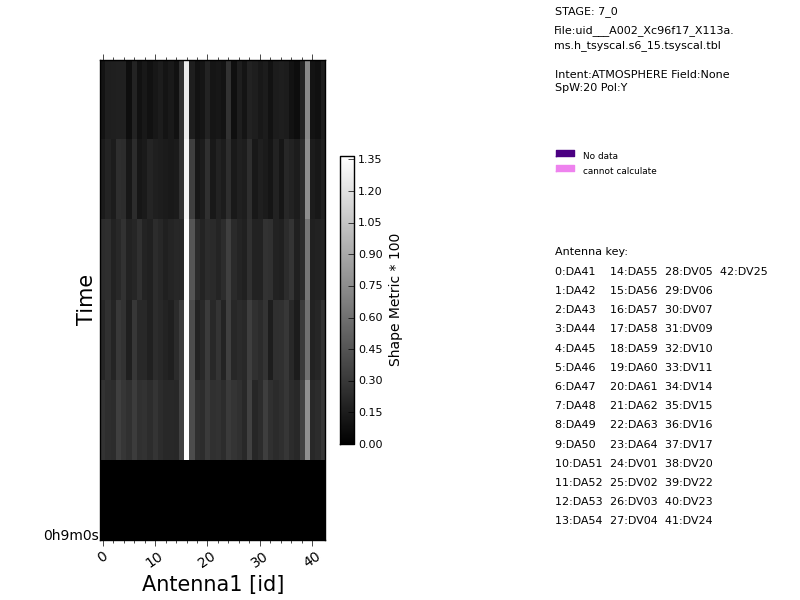 STAGE: 7_0
File:uid___A002_Xc96f17_X113a.
ms.h_tsyscal.s6_15.tsyscal.tbl
Intent:ATMOSPHERE Field:None
SpW:20 Pol:Y
No data
cannot calculate
Antenna key:
0:DA41 14:DA55 28:DV05 42:DV25
1:DA42 15:DA56 29:DV06
2:DA43 16:DA57 30:DV07
3:DA44 17:DA58 31:DV09
4:DA45 18:DA59 32:DV10
5:DA46 19:DA60 33:DV11
6:DA47 20:DA61 34:DV14
7:DA48 21:DA62 35:DV15
8:DA49 22:DA63 36:DV16
9:DA50 23:DA64 37:DV17
10:DA51 24:DV01 38:DV20
11:DA52 25:DV02 39:DV22
12:DA53 26:DV03 40:DV23
13:DA54 27:DV04 41:DV24
1.35
1.20
1.05
0.90
0.75
0.60
0.45
0.30
0.15
0.00
Shape Metric * 100
Time
0h9m0s
0 10 20 30 40
Antenna1 [id]